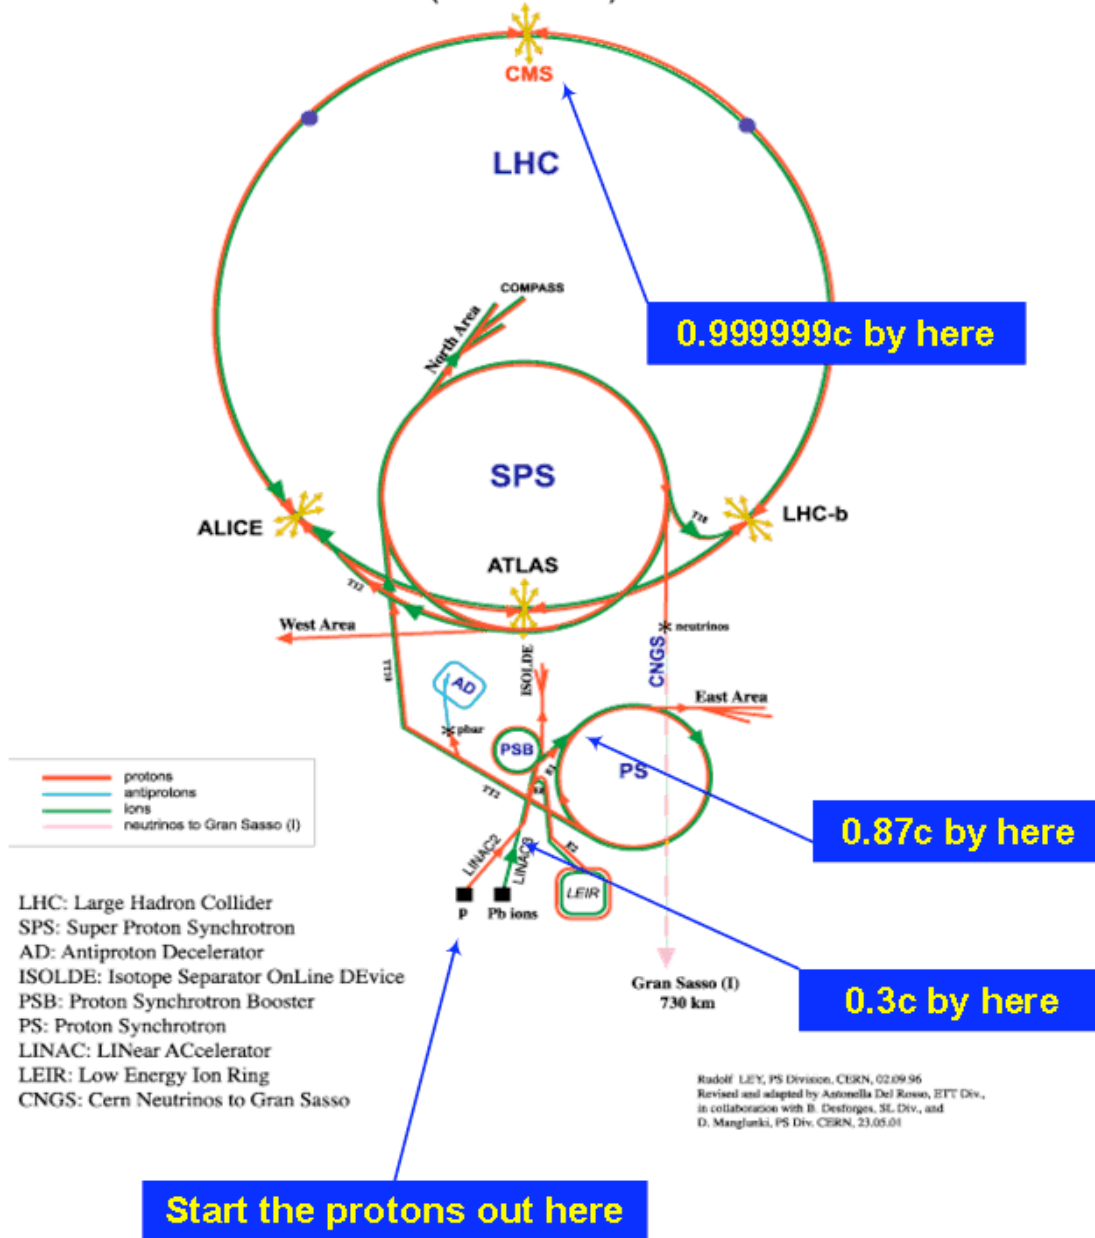 CMS
LHC
COMPASS
North Area
0.999999c by here
SPS
ALICE
LHC-b
TI8
ATLAS
TI2
West Area
neutrinos
CNGS
ISOLDE
TT10
AD
East Area
pbar
PSB
PS
E1
TT2
protons
antiprotons
ions
neutrinos to Gran Sasso (I)
0.87c by here
LINAC2
LINAC3
E2
LEIR
p
Pb ions
LHC: Large Hadron Collider
SPS: Super Proton Synchrotron
AD: Antiproton Decelerator
ISOLDE: Isotope Separator OnLine DEvice
PSB: Proton Synchrotron Booster
PS: Proton Synchrotron
LINAC: LINear ACcelerator
LEIR: Low Energy Ion Ring
CNGS: Cern Neutrinos to Gran Sasso
Gran Sasso (I)
730 km
0.3c by here
Rudolf LEY, PS Division, CERN, 02.09.96
Revised and adapted by Antonella Del Rosso, ETT Div.,
in collaboration with B. Desforges, SL Div., and
D. Manglunki, PS Div. CERN, 23.05.01
Start the protons out here